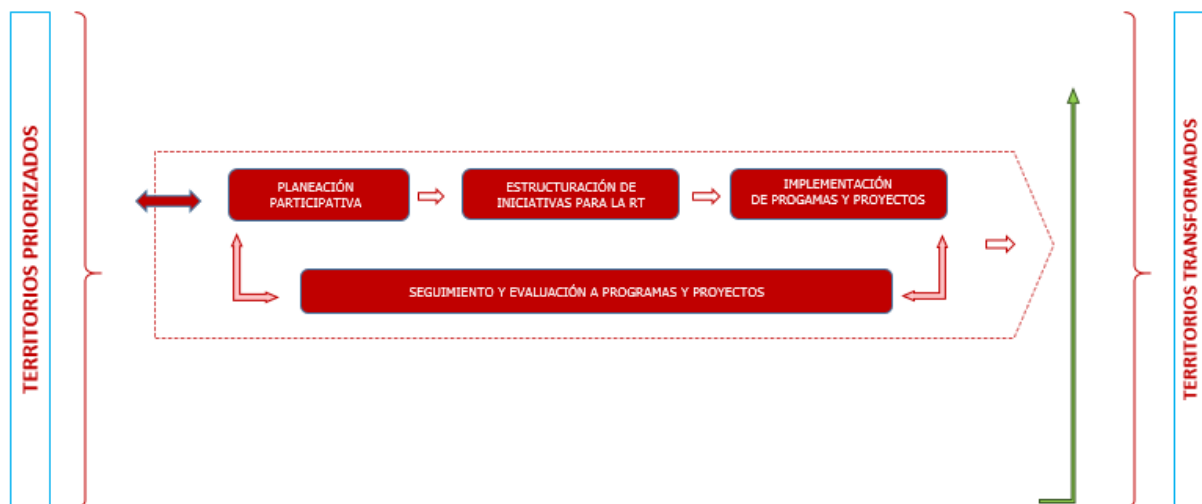 TERRITORIOS PRIORIZADOS
PLANEACIÓN
PARTICIPATIVA
ESTRUCTURACIÓN DE
INICIATIVAS PARA LA RT
IMPLEMENTACIÓN
DE PROGAMAS Y PROYECTOS
SEGUIMIENTO Y EVALUACIÓN A PROGRAMAS Y PROYECTOS
TERRITORIOS TRANSFORMADOS